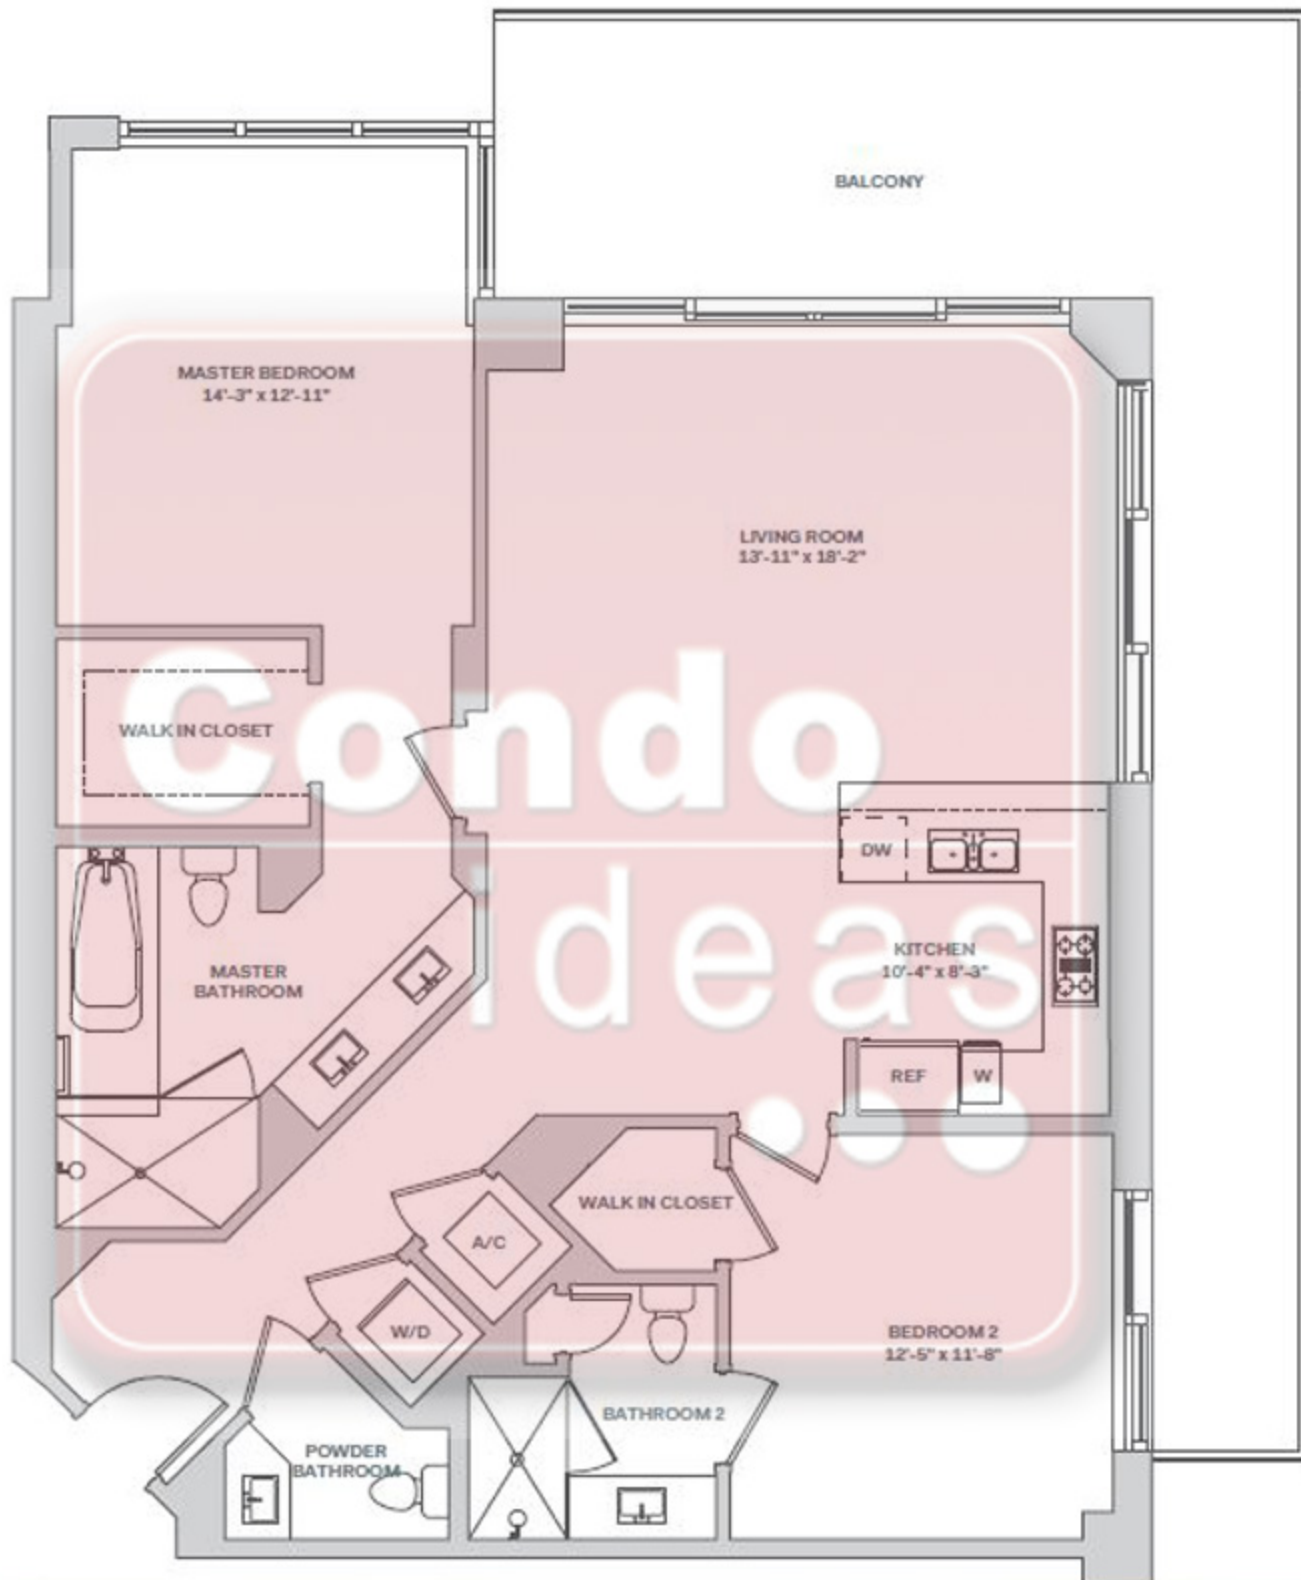 BALCONY
MASTER BEDROOM
14'-3" x 12'-11"
LIVING ROOM
13'-11" x 18'-2"
WALK IN CLOSET
Condo
ideas
DW
KITCHEN
10'-4" x 8'-3"
MASTER
BATHROOM
REF
W
WALK IN CLOSET
A/C
W/D
BEDROOM 2
12'-5" x 11'-8"
BATHROOM 2
POWDER
BATHROOM